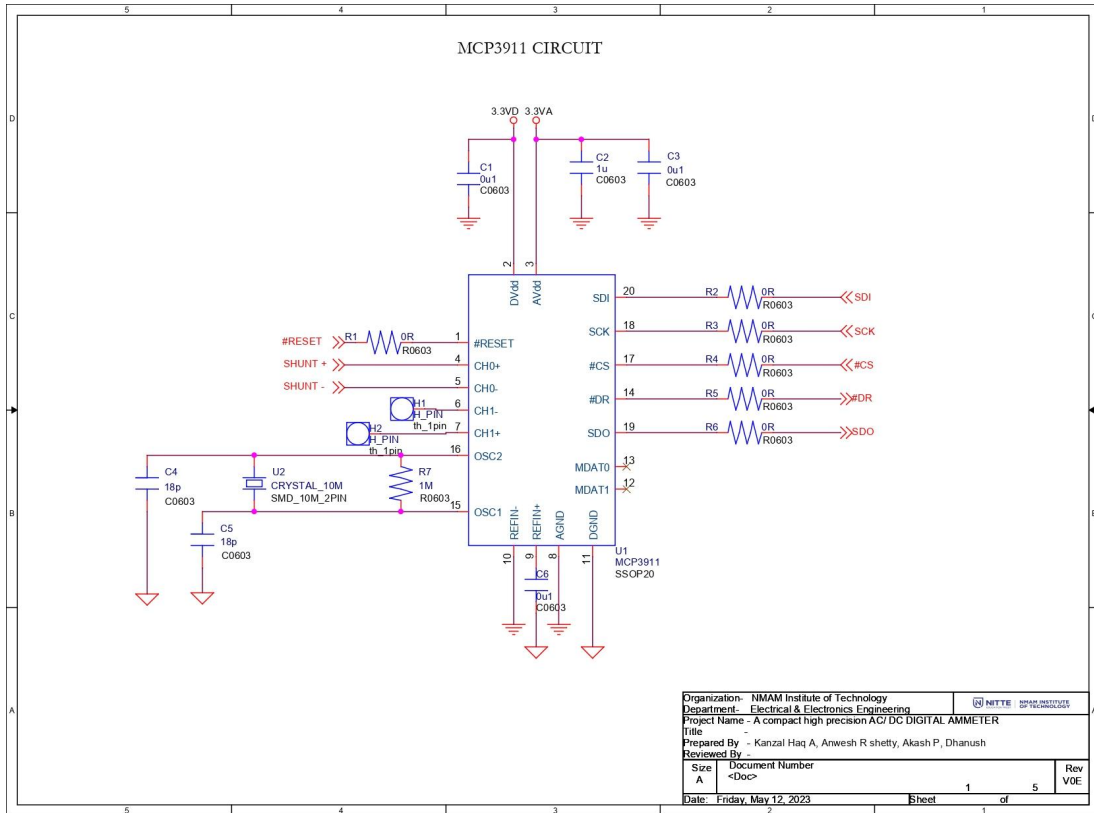 5 4 3 2 1
MCP3911 CIRCUIT
D
D
3.3VD 3.3VA
C1
0u1
C0603
C2
1u
C0603
C3
0u1
C0603
2 3
DVdd AVdd
C
C
#RESET R1 0R
R0603
1 #RESET
SHUNT + 4 CH0+
SHUNT - 5 CH0-
H1
H_PIN
th_1pin
6 CH1-
H2
H_PIN
th_1pin
7 CH1+
16 OSC2
15 OSC1
SDI 20 R2 0R SDI
R0603
SCK 18 R3 0R SCK
R0603
#CS 17 R4 0R #CS
R0603
#DR 14 R5 0R #DR
R0603
SDO 19 R6 0R SDO
R0603
MDAT0 13
MDAT1 12
C4
18p
C0603
U2
CRYSTAL_10M
SMD_10M_2PIN
R7
1M
R0603
B
B
C5
18p
C0603
REFIN- REFIN+ AGND DGND
10 9 8 11
U1
MCP3911
SSOP20
C6
0u1
C0603
A
A
Organization- NMAM Institute of Technology
Department- Electrical & Electronics Engineering
NITTE NMAM INSTITUTE
OF TECHNOLOGY
Project Name - A compact high precision AC/ DC DIGITAL AMMETER
Title -
Prepared By - Kanzal Haq A, Anwesh R shetty, Akash P, Dhanush
Reviewed By -
Size
A
Document Number
<Doc>
Rev
V0E
Date: Friday, May 12, 2023 Sheet 1 of 5
5 4 3 2 1